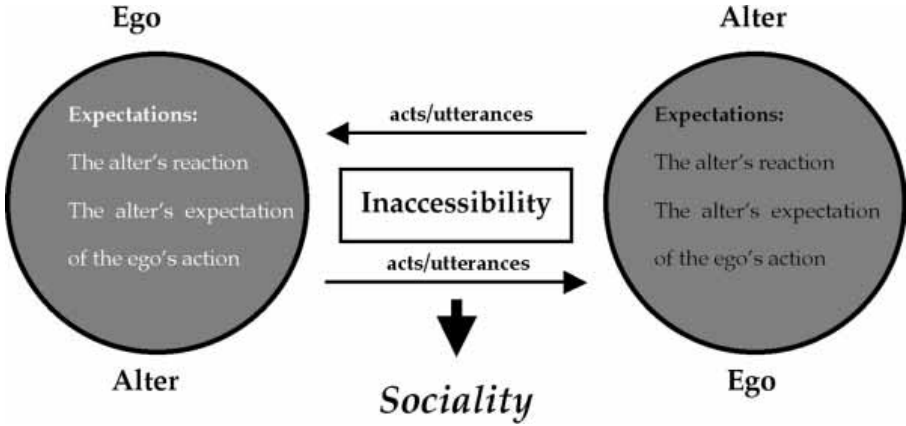 Ego
Alter
Expectations:
The alter's reaction
The alter's expectation
of the ego's action
acts/utterances
Inaccessibility
acts/utterances
Expectations:
The alter's reaction
The alter's expectation
of the ego's action
Alter
Ego
Sociality